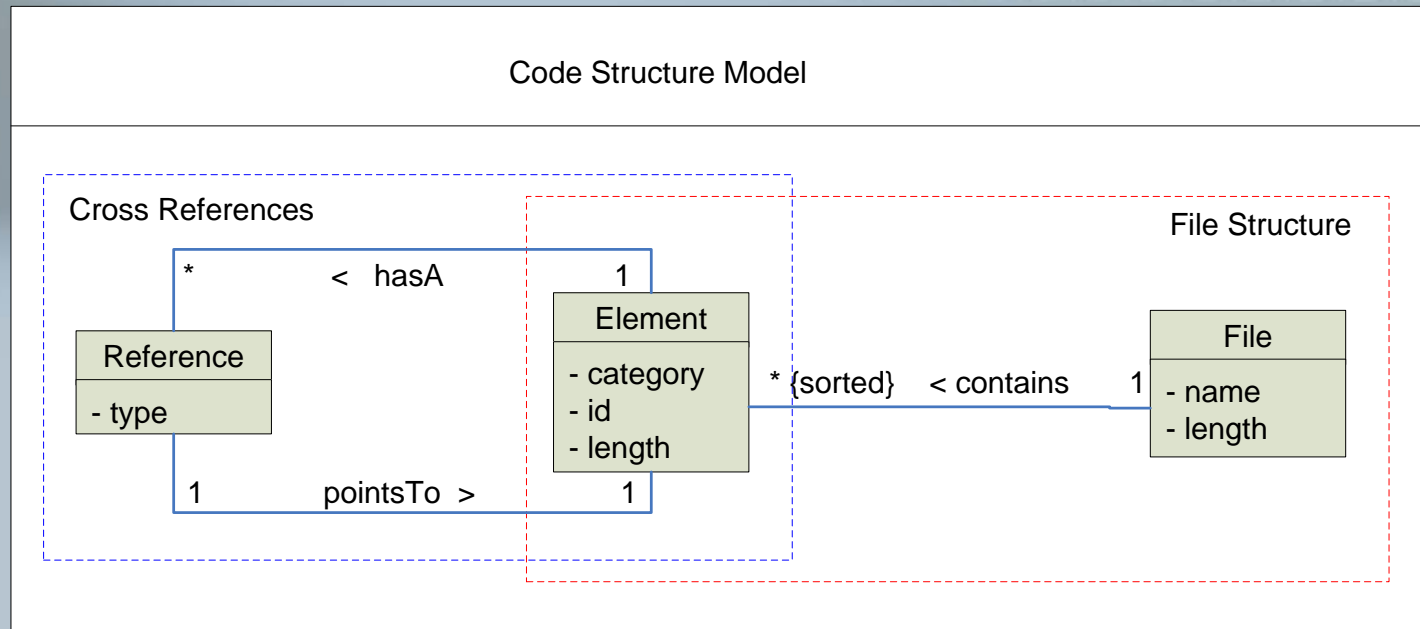 Code Structure Model
Cross References
File Structure
* < hasA 1
Reference
- type
Element
- category
- id
- length
* {sorted} < contains 1
File
- name
- length
1 pointsTo > 1